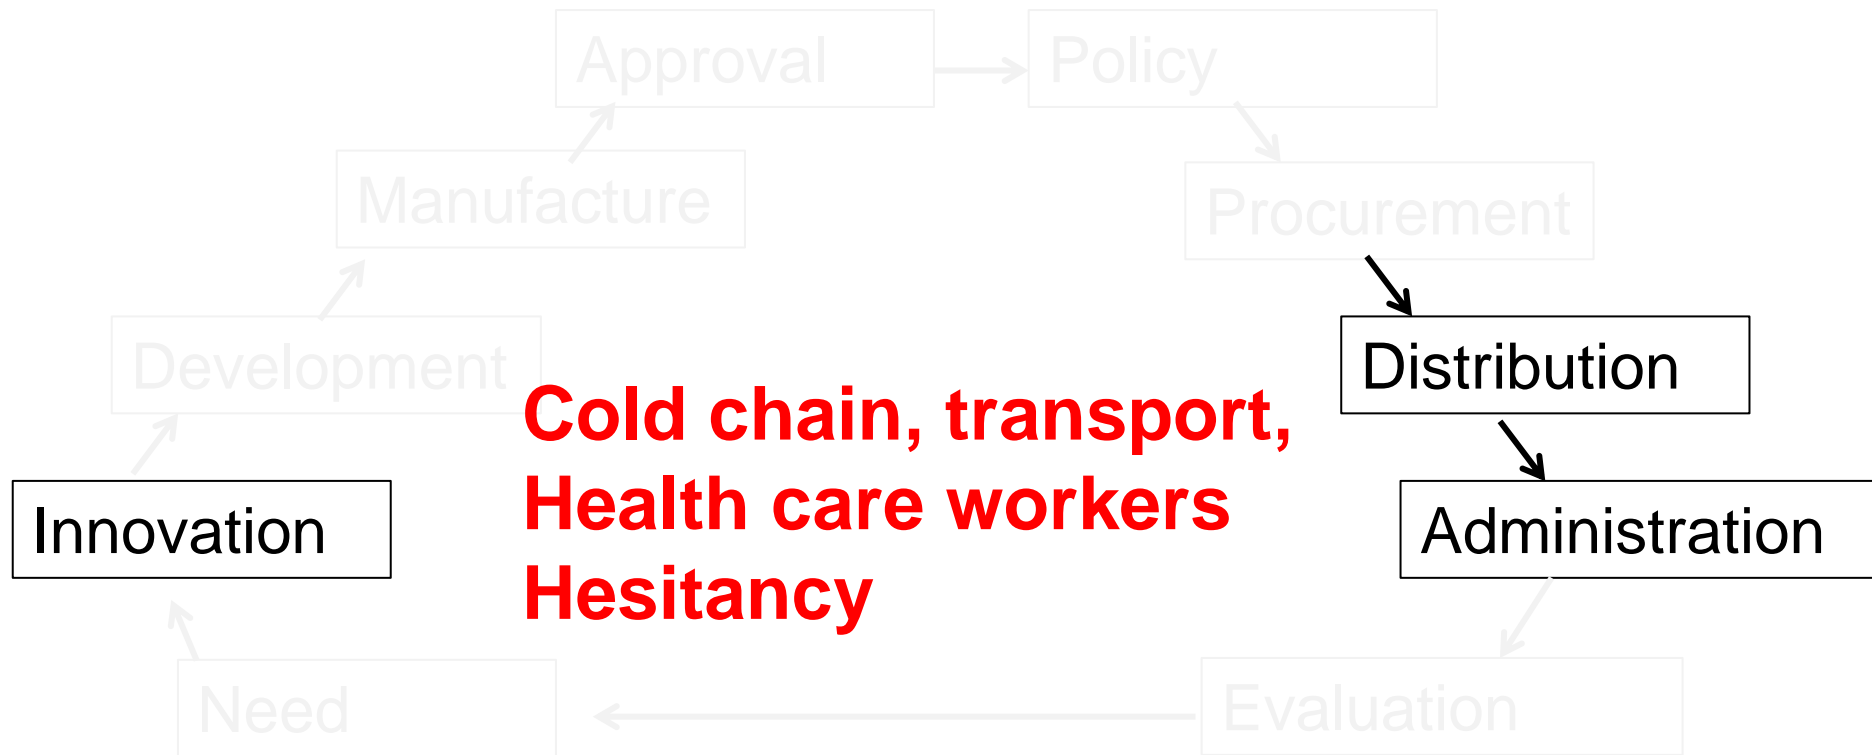 Approval
Policy
Manufacture
Procurement
Development
Distribution
Cold chain, transport,
Health care workers
Hesitancy
Innovation
Administration
Need
Evaluation